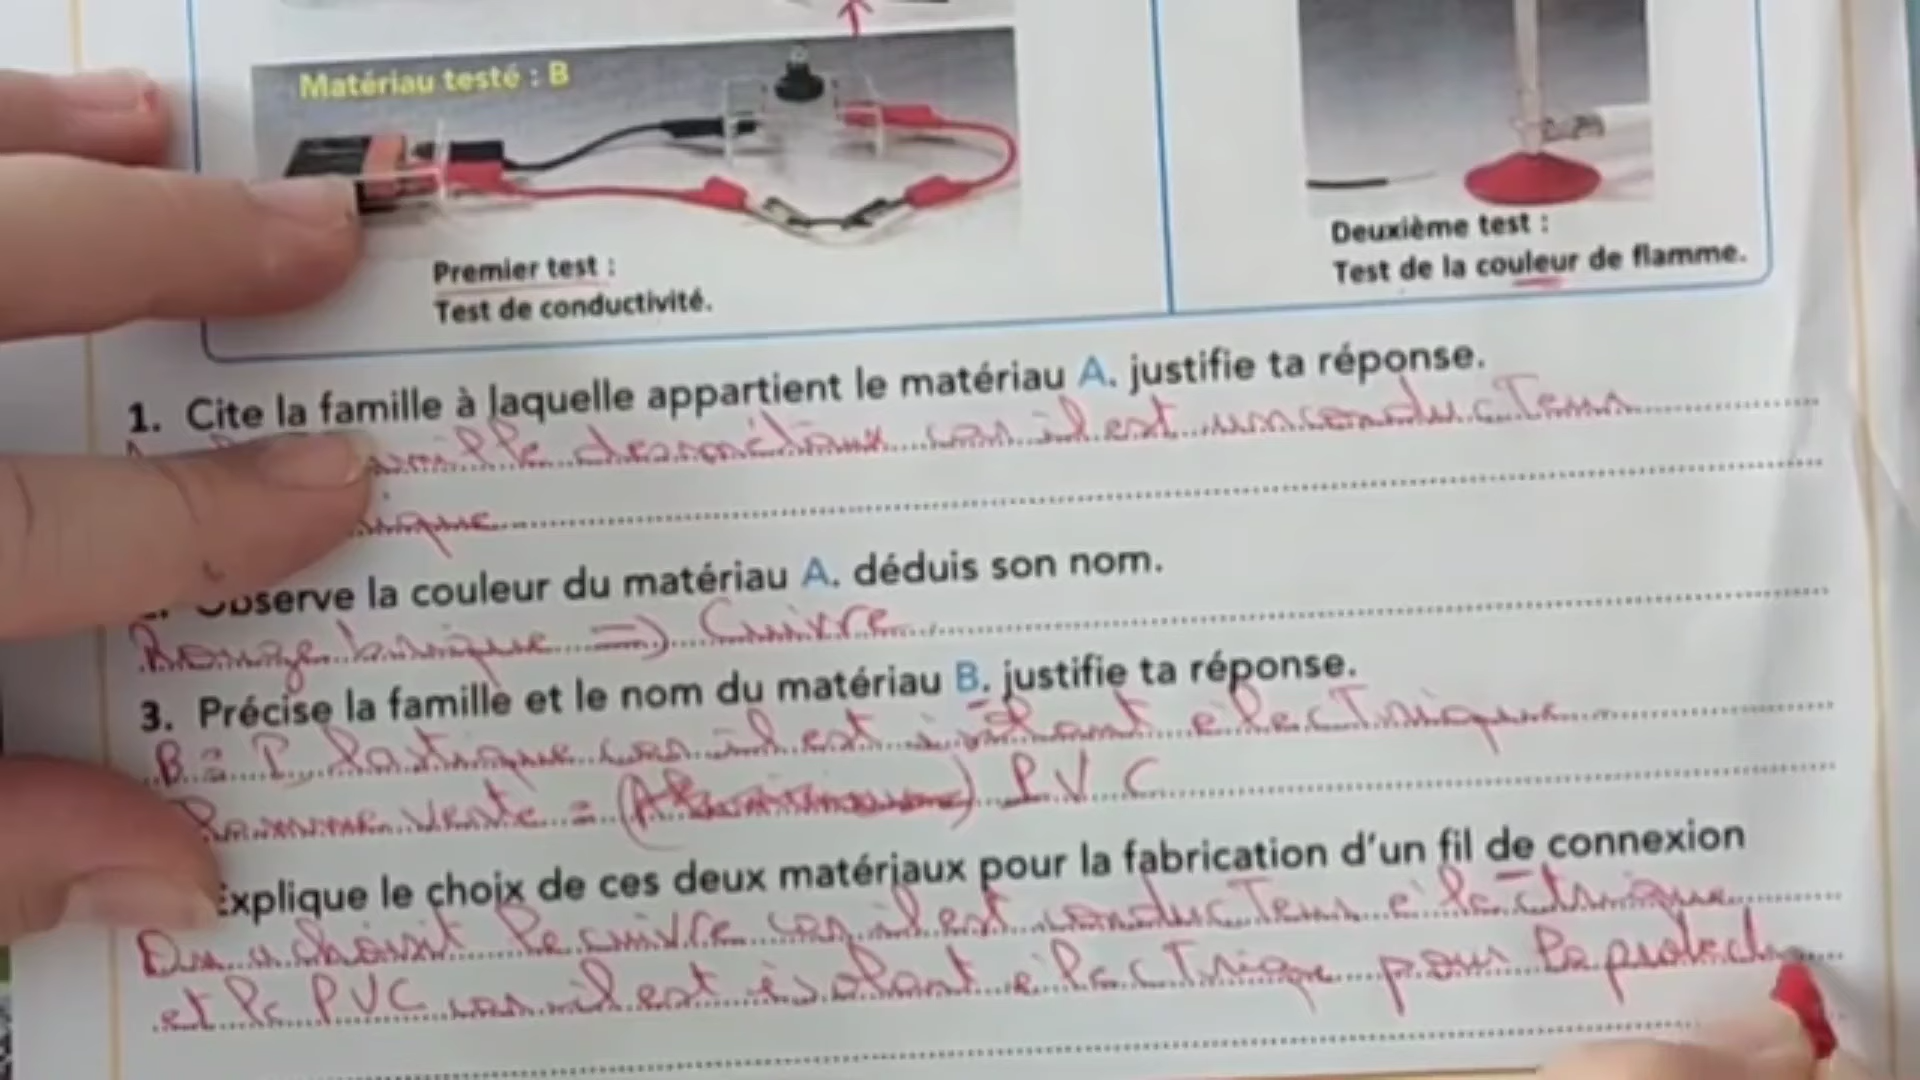 Matériau testé : B
Premier test :
Test de conductivité.
Deuxième test :
Test de la couleur de flamme.
1. Cite la famille à laquelle appartient le matériau A. justifie ta réponse.
des métaux car il est un conducteur
Observe la couleur du matériau A. déduis son nom.
Rouge brique => Cuivre
3. Précise la famille et le nom du matériau B. justifie ta réponse.
B = Plastique car il est isolant électrique
flamme verte = PVC
Explique le choix de ces deux matériaux pour la fabrication d'un fil de connexion
On a choisit le cuivre car il est conducteur électrique
et le PVC car il est isolant électrique pour la